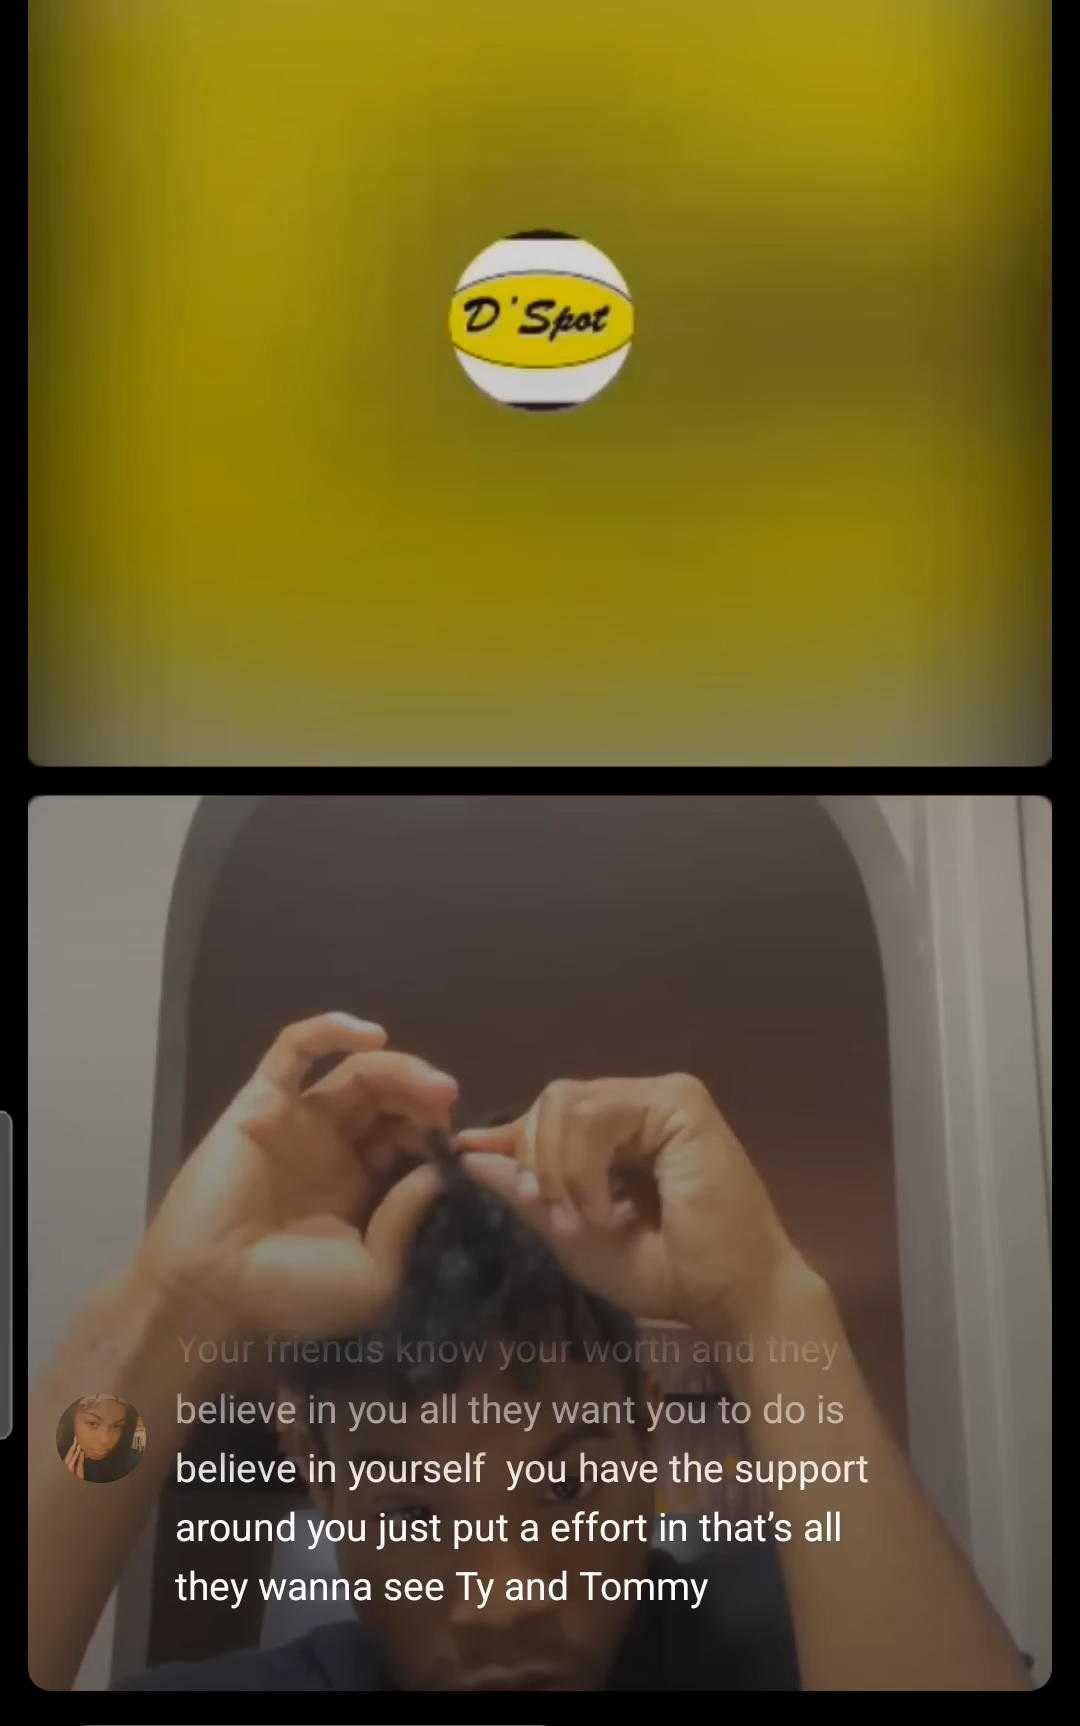 D'Spot
Your friends know your worth and they
believe in you all they want you to do is
believe in yourself  you have the support
around you just put a effort in that’s all
they wanna see Ty and Tommy